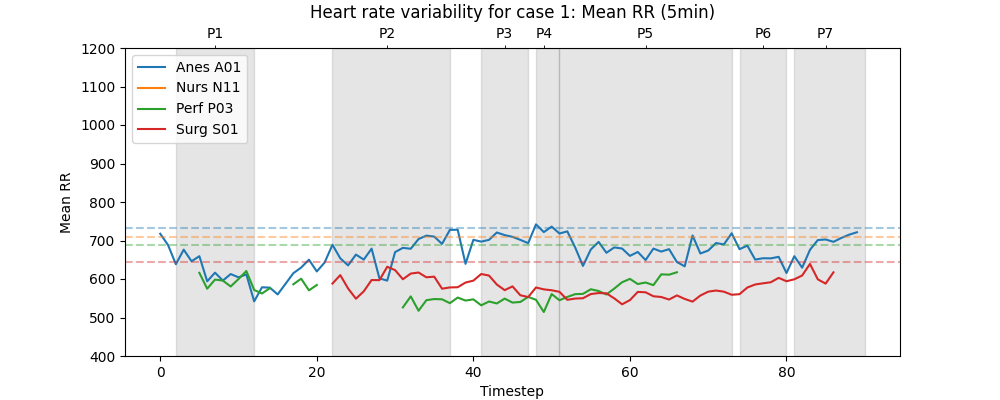 Heart rate variability for case 1: Mean RR (5min)
P1 P2 P3 P4 P5 P6 P7
1200
1100
1000
900
800
700
600
500
400
Mean RR
Anes A01
Nurs N11
Perf P03
Surg S01
0 20 40 60 80
Timestep